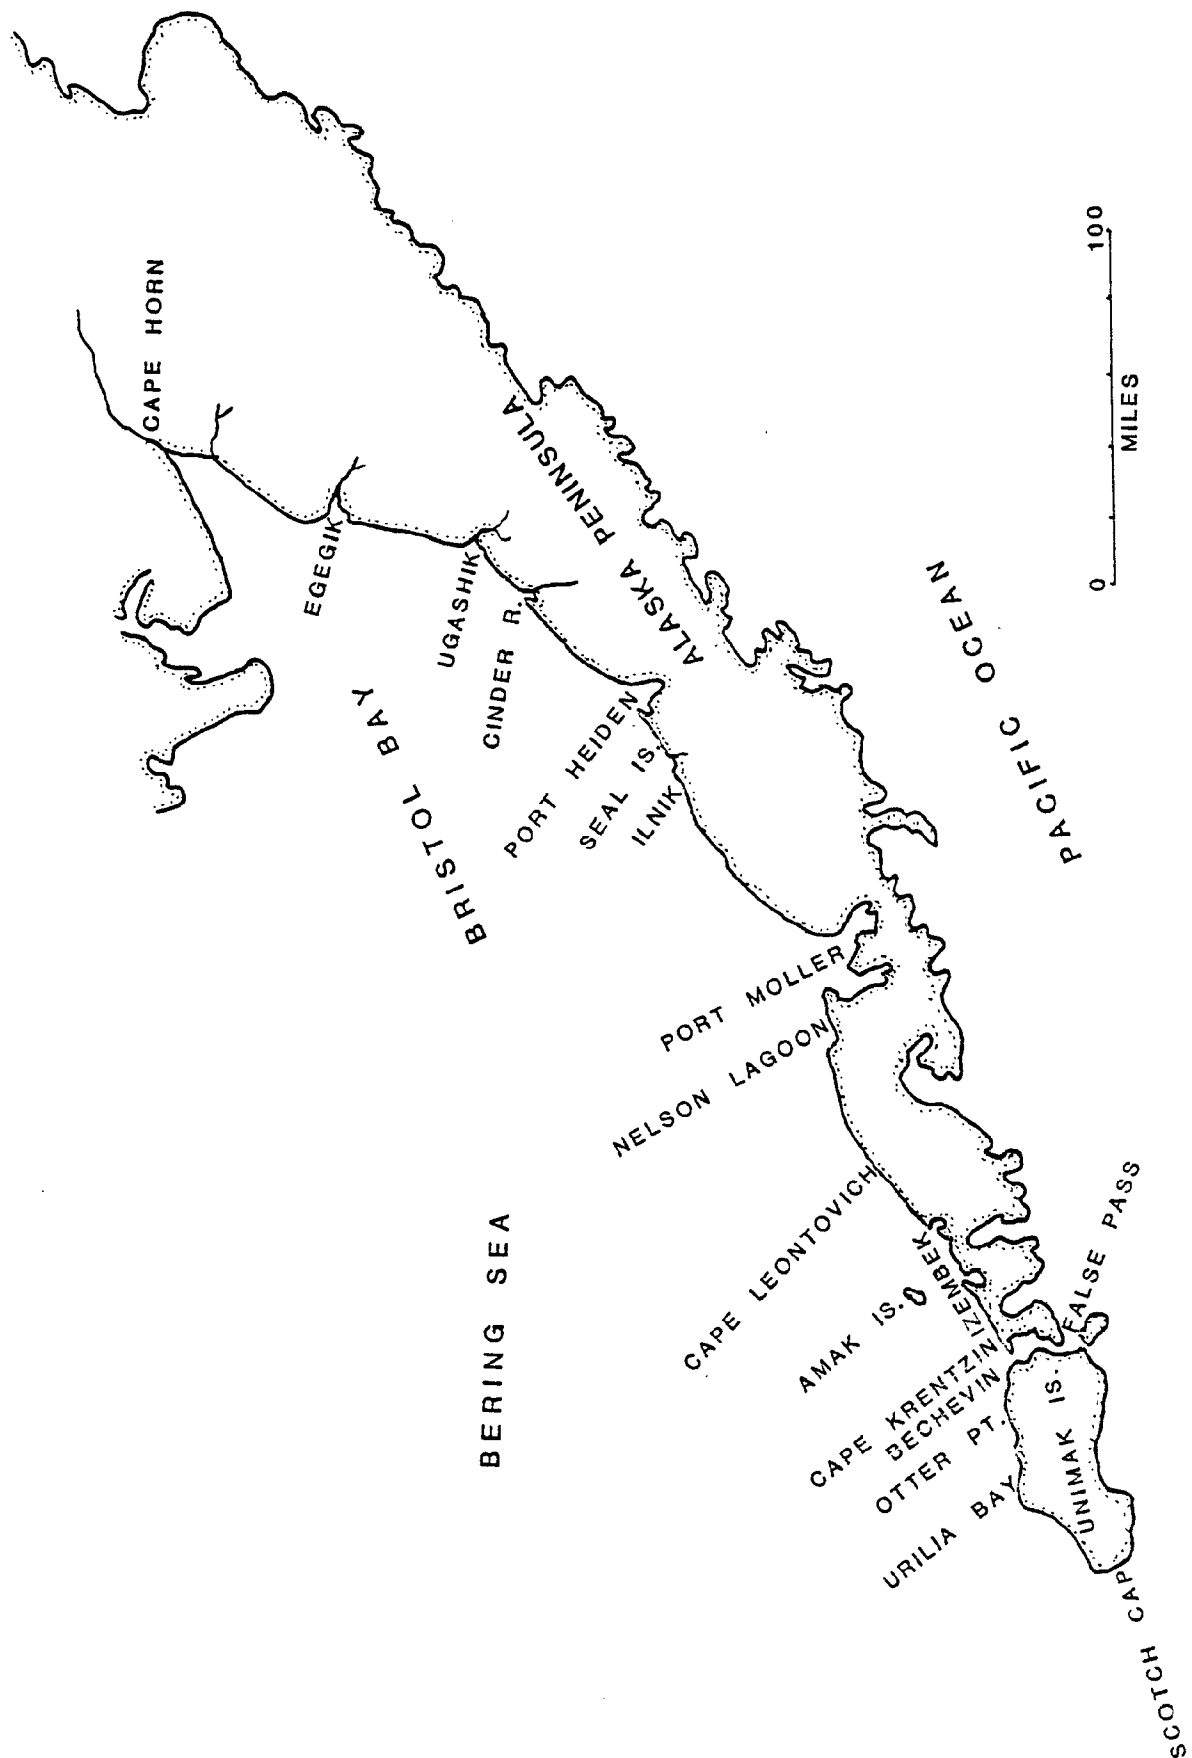 CAPE HORN
EGEGIK
UGASHIK
CINDER R.
PORT HEIDEN
SEAL IS.
ILNIK
PORT MOLLER
NELSON LAGOON
CAPE LEONTOVICH
AMAK IS.
IZEMBEK
CAPE KRENTZIN
BECHEVIN
OTTER PT.
URILIA BAY
UNIMAK IS.
SCOTCH CAP
FALSE PASS
ALASKA PENINSULA
BRISTOL BAY
BERING SEA
PACIFIC OCEAN
0 100
MILES